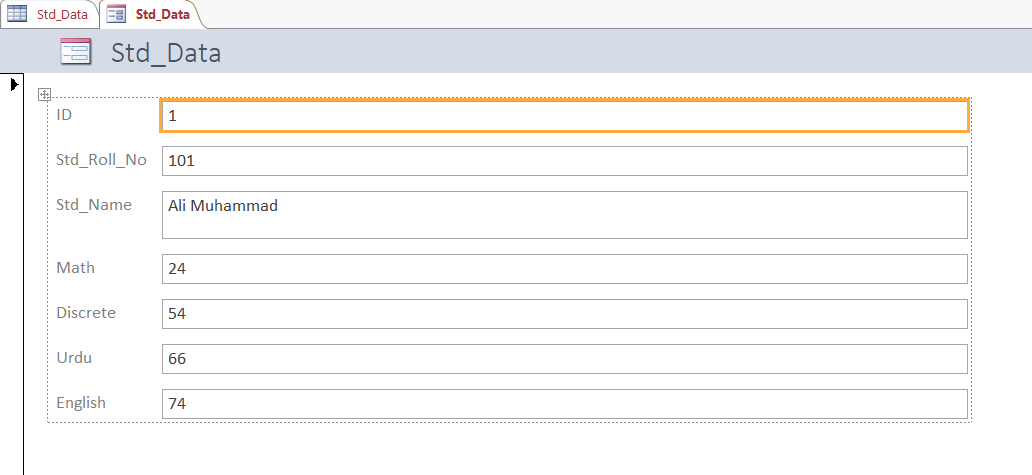 Std_Data Std_Data
Std_Data
ID 1
Std_Roll_No 101
Std_Name Ali Muhammad
Math 24
Discrete 54
Urdu 66
English 74